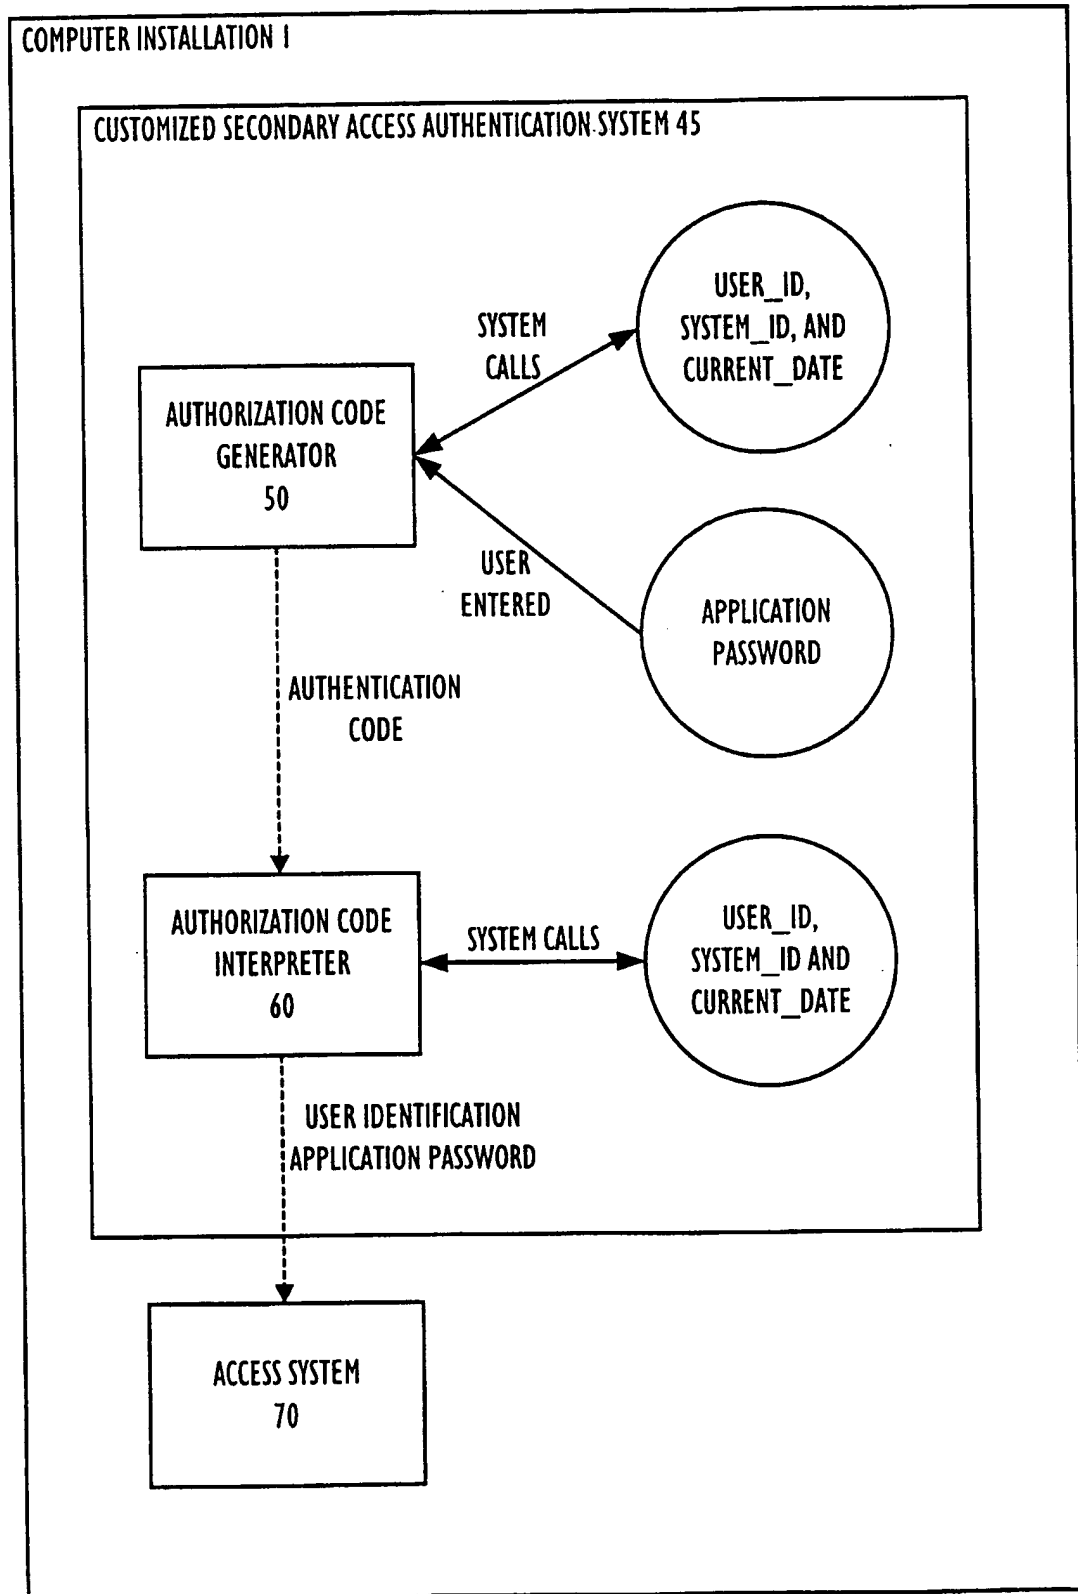 COMPUTER INSTALLATION 1
CUSTOMIZED SECONDARY ACCESS AUTHENTICATION SYSTEM 45
USER_ID,
SYSTEM_ID, AND
CURRENT_DATE
SYSTEM
CALLS
AUTHORIZATION CODE
GENERATOR
50
USER
ENTERED
APPLICATION
PASSWORD
AUTHENTICATION
CODE
AUTHORIZATION CODE
INTERPRETER
60
SYSTEM CALLS
USER_ID,
SYSTEM_ID AND
CURRENT_DATE
USER IDENTIFICATION
APPLICATION PASSWORD
ACCESS SYSTEM
70